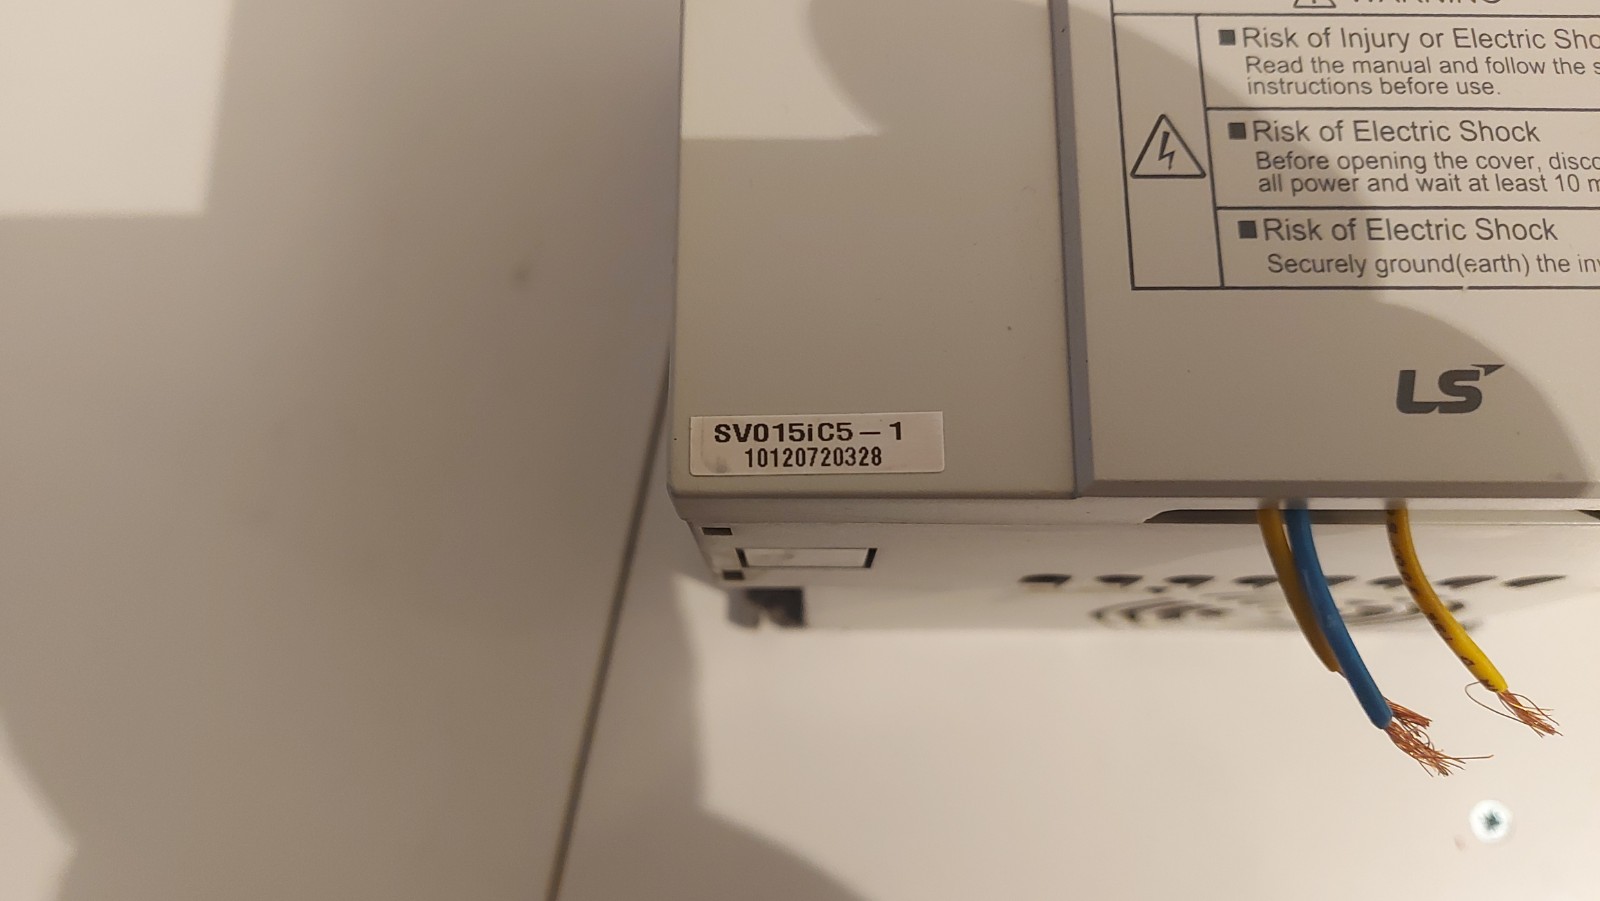 WARNING
■ Risk of Injury or Electric
Read the manual and follow the
instructions before use.
■ Risk of Electric Shock
Before opening the cover,
all power and wait at least 10
■ Risk of Electric Shock
Securely ground(earth) the
LS
SV015iC5-1
10120720328